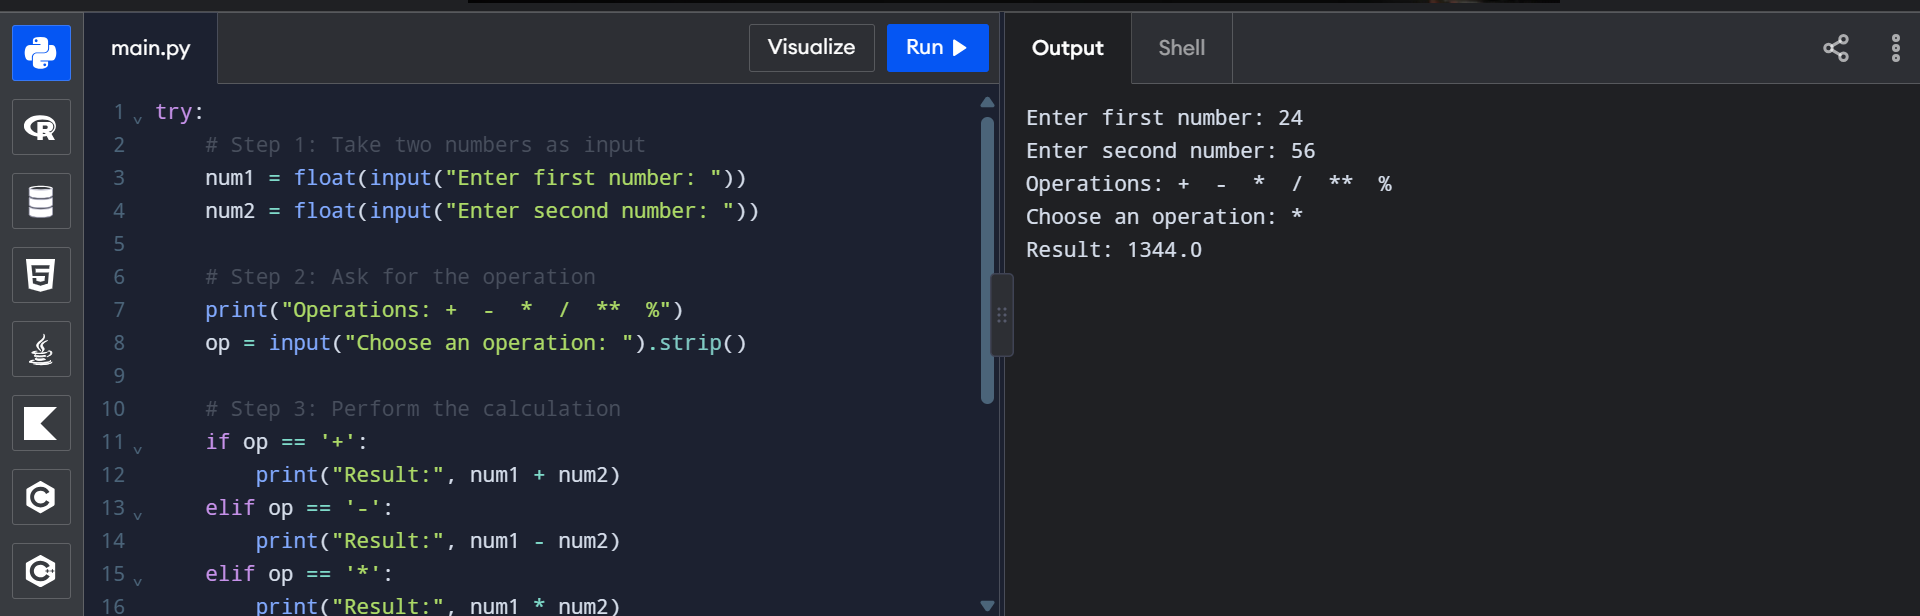 main.py
Visualize
Run
1 try:
2     # Step 1: Take two numbers as input
3     num1 = float(input("Enter first number: "))
4     num2 = float(input("Enter second number: "))
5
6     # Step 2: Ask for the operation
7     print("Operations: +  -  *  /  **  %")
8     op = input("Choose an operation: ").strip()
9
10     # Step 3: Perform the calculation
11     if op == '+':
12         print("Result:", num1 + num2)
13     elif op == '-':
14         print("Result:", num1 - num2)
15     elif op == '*':
16         print("Result:", num1 * num2)
Output
Shell
Enter first number: 24
Enter second number: 56
Operations: +  -  *  /  **  %
Choose an operation: *
Result: 1344.0